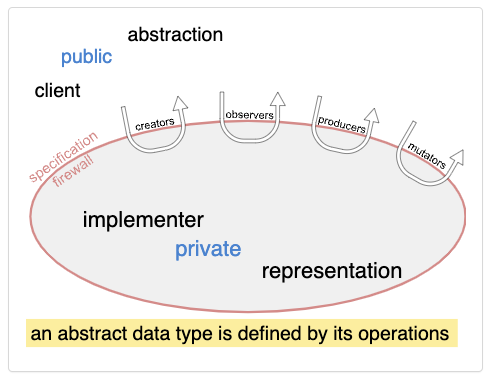 abstraction
public
client
creators
observers
producers
mutators
specification
firewall
implementer
private
representation
an abstract data type is defined by its operations